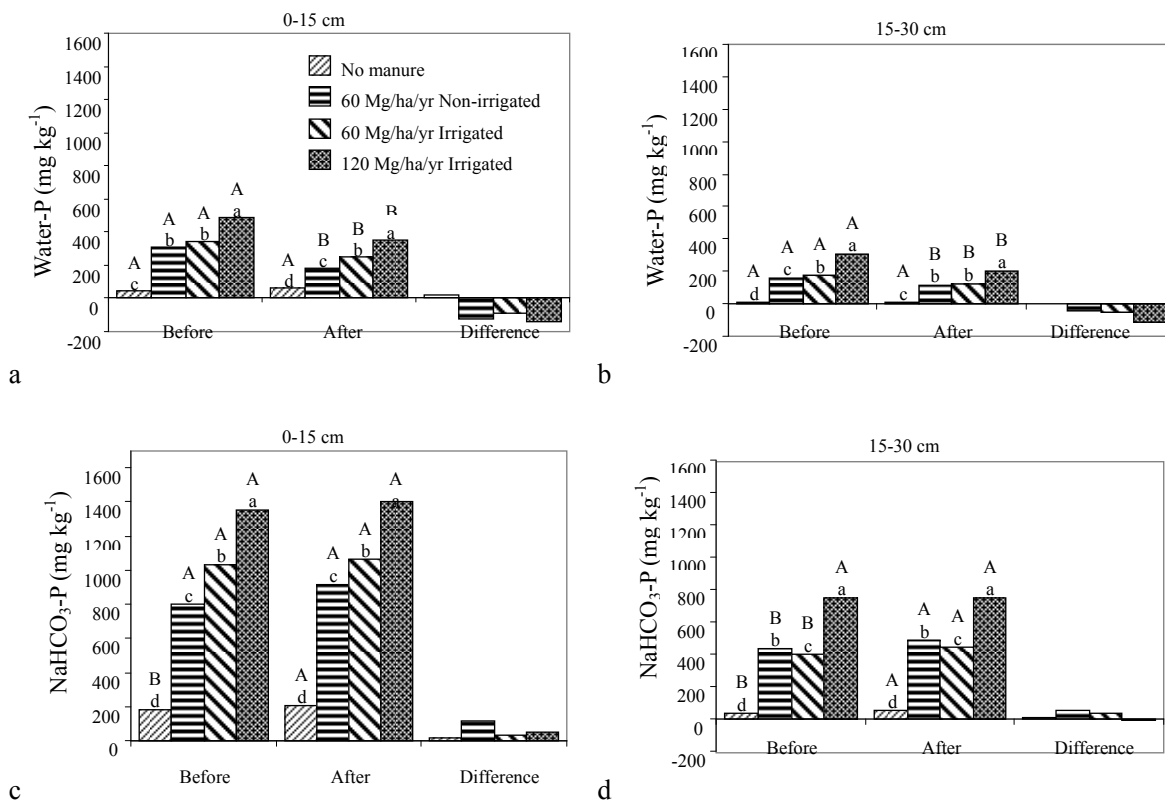 0-15 cm
1600
1400
1200
1000
800
600
400
200
0
-200
Water-P (mg kg-1)
No manure
60 Mg/ha/yr Non-irrigated
60 Mg/ha/yr Irrigated
120 Mg/ha/yr Irrigated
A A A A A B B B
c b b a d c b a
Before After Difference
a
15-30 cm
1600
1400
1200
1000
800
600
400
200
0
-200
Water-P (mg kg-1)
A A A A A B B B
d c b a c b b a
Before After Difference
b
0-15 cm
1600
1400
1200
1000
800
600
400
200
0
NaHCO3-P (mg kg-1)
B A A A A A A A
d c b a d c b a
Before After Difference
c
15-30 cm
1600
1400
1200
1000
800
600
400
200
0
-200
NaHCO3-P (mg kg-1)
B B B A A A A A
d b c a d b c a
Before After Difference
d